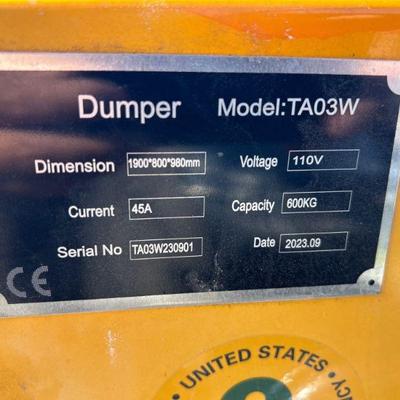 Dumper Model:TA03W
Dimension 1900*800*980mm Voltage 110V
Current 45A Capacity 600KG
Serial No TA03W230901 Date 2023.09
CE
UNITED STATES